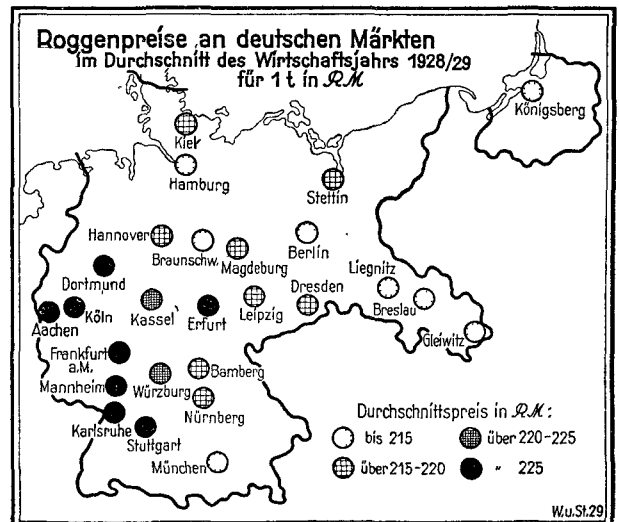 Roggenpreise an deutschen Märkten
im Durchschnitt des Wirtschaftsjahrs 1928/29
für 1 t in RM
Königsberg
Kiel
Hamburg
Stettin
Hannover
Braunschw.
Magdeburg
Berlin
Liegnitz
Dortmund
Dresden
Breslau
Aachen
Köln
Kassel
Erfurt
Leipzig
Gleiwitz
Frankfurt
a.M.
Bamberg
Mannheim
Würzburg
Nürnberg
Karlsruhe
Stuttgart
München
Durchschnittspreis in RM:
bis 215
über 220-225
über 215-220
" 225
W.u.St.29